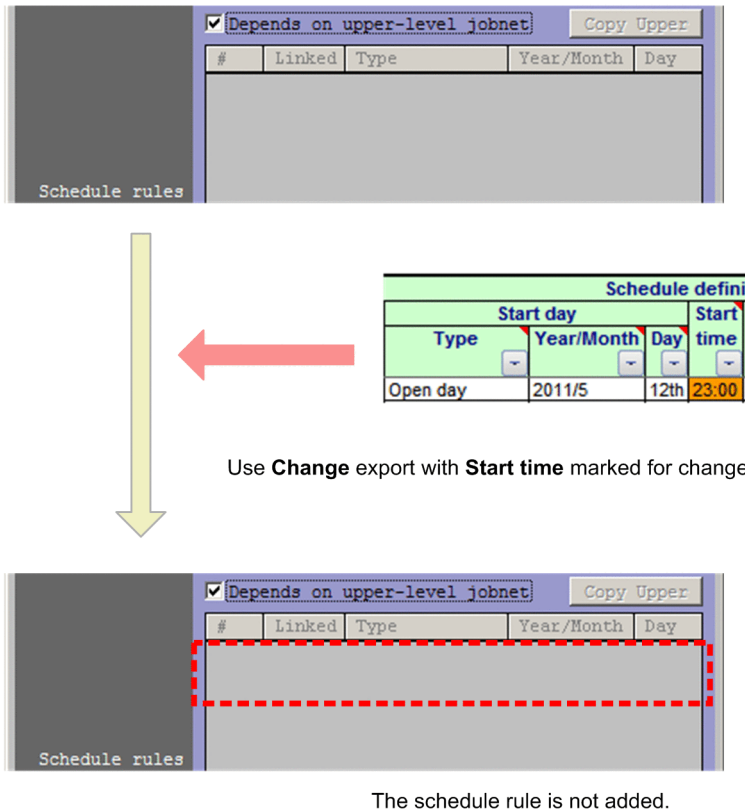 Depends on upper-level jobnet Copy Upper
# Linked Type Year/Month Day
Schedule rules
Schedule defini
Start day Start
Type Year/Month Day time
Open day 2011/5 12th 23:00
Use Change export with Start time marked for change
Depends on upper-level jobnet Copy Upper
# Linked Type Year/Month Day
Schedule rules
The schedule rule is not added.